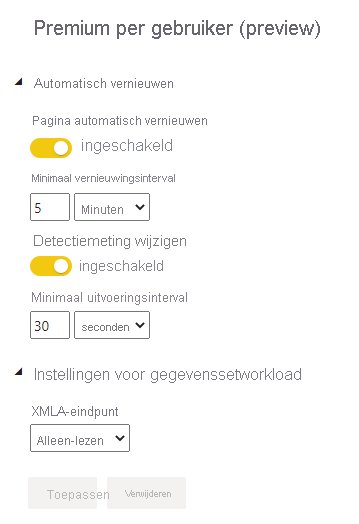 Premium per gebruiker (preview)
Automatisch vernieuwen
Pagina automatisch vernieuwen
ingeschakeld
Minimaal vernieuwingsinterval
5 Minuten
Detectiemeting wijzigen
ingeschakeld
Minimaal uitvoeringsinterval
30 seconden
Instellingen voor gegevenssetworkload
XMLA-eindpunt
Alleen-lezen
Toepassen Verwijderen